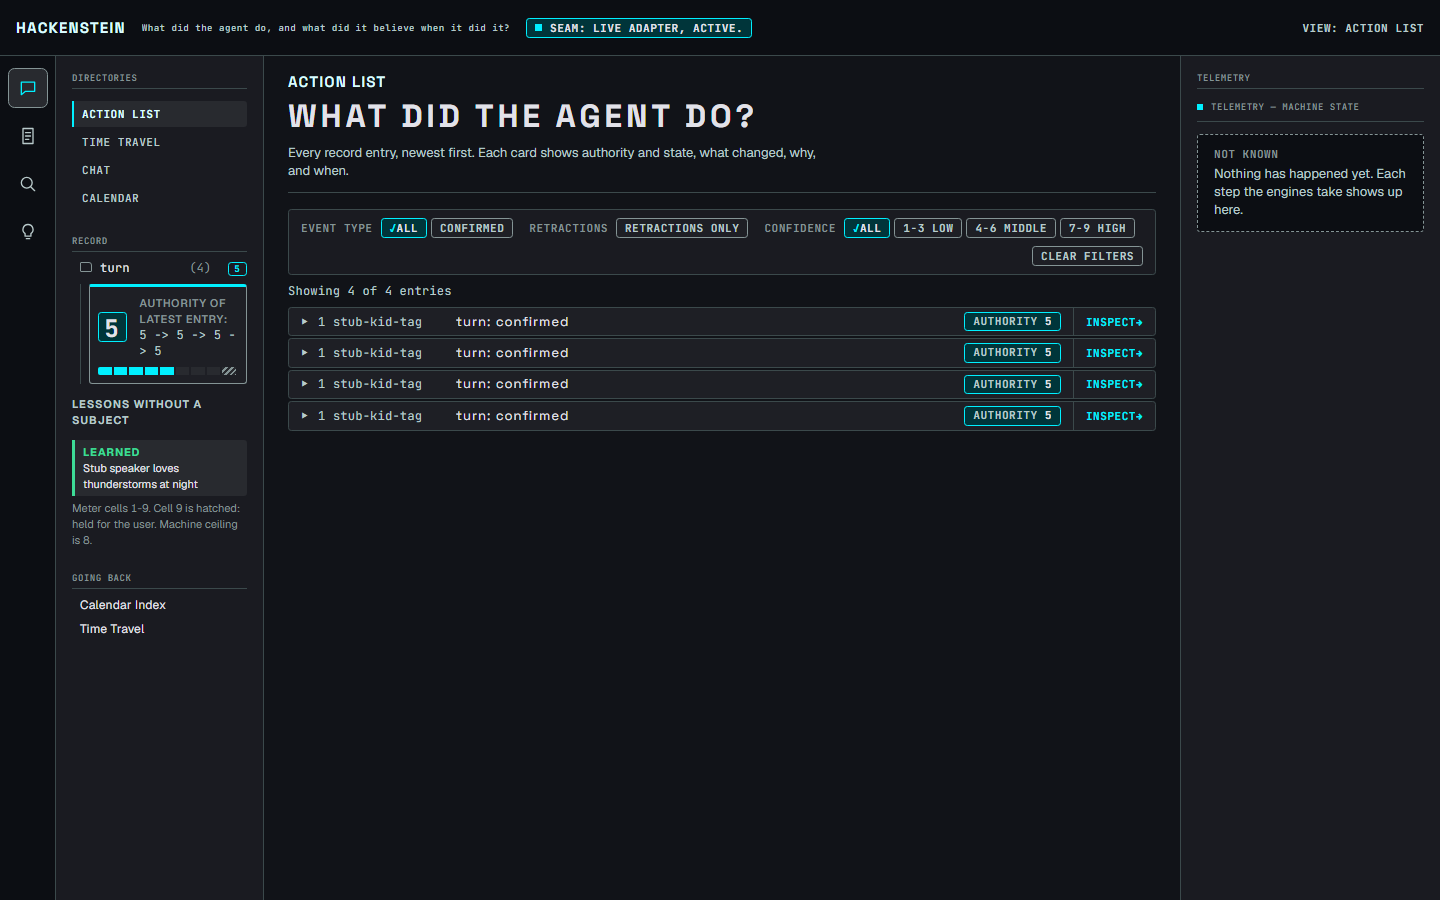 HACKENSTEIN
What did the agent do, and what did it believe when it did it?
SEAM: LIVE ADAPTER, ACTIVE.
VIEW: ACTION LIST
DIRECTORIES
ACTION LIST
TIME TRAVEL
CHAT
CALENDAR
RECORD
turn (4) 5
5
AUTHORITY OF
LATEST ENTRY:
5 -> 5 -> 5 -
> 5
LESSONS WITHOUT A
SUBJECT
LEARNED
Stub speaker loves
thunderstorms at night
Meter cells 1-9. Cell 9 is hatched:
held for the user. Machine ceiling
is 8.
GOING BACK
Calendar Index
Time Travel
ACTION LIST
WHAT DID THE AGENT DO?
Every record entry, newest first. Each card shows authority and state, what changed, why,
and when.
EVENT TYPE ✓ALL CONFIRMED RETRACTIONS RETRACTIONS ONLY CONFIDENCE ✓ALL 1-3 LOW 4-6 MIDDLE 7-9 HIGH
CLEAR FILTERS
Showing 4 of 4 entries
▸ 1 stub-kid-tag turn: confirmed AUTHORITY 5 INSPECT→
▸ 1 stub-kid-tag turn: confirmed AUTHORITY 5 INSPECT→
▸ 1 stub-kid-tag turn: confirmed AUTHORITY 5 INSPECT→
▸ 1 stub-kid-tag turn: confirmed AUTHORITY 5 INSPECT→
TELEMETRY
TELEMETRY — MACHINE STATE
NOT KNOWN
Nothing has happened yet. Each
step the engines take shows up
here.